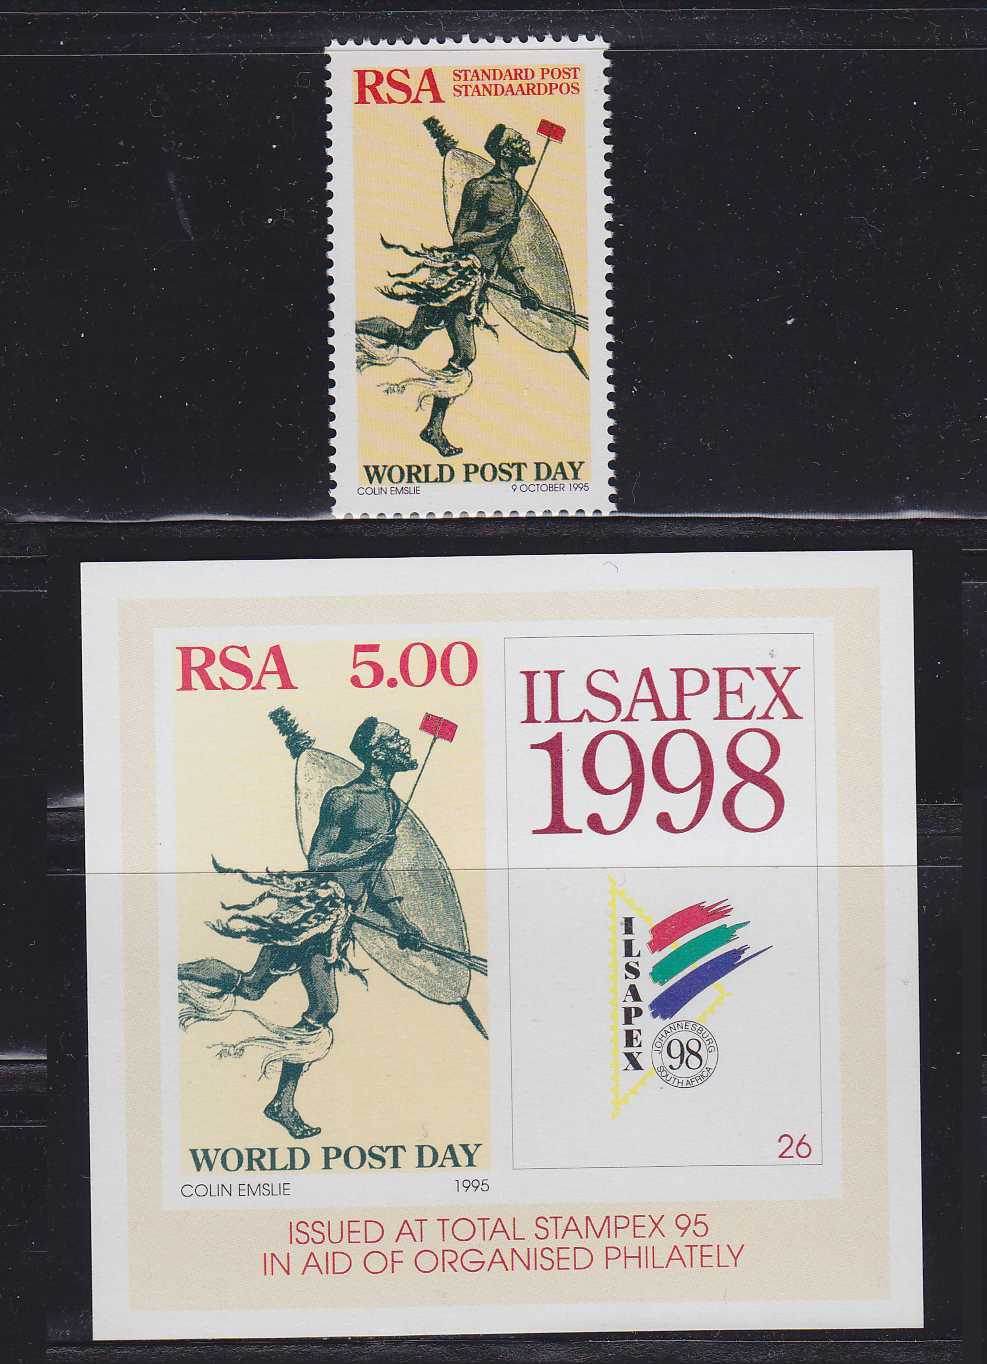 RSA
STANDARD POST
STANDAARDPOS
WORLD POST DAY
COLIN EMSLIE 9 OCTOBER 1995
RSA 5.00
WORLD POST DAY
COLIN EMSLIE 1995
ILSAPEX
1998
ILSAPEX
JOHANNESBURG
98
SOUTH AFRICA
26
ISSUED AT TOTAL STAMPEX 95
IN AID OF ORGANISED PHILATELY